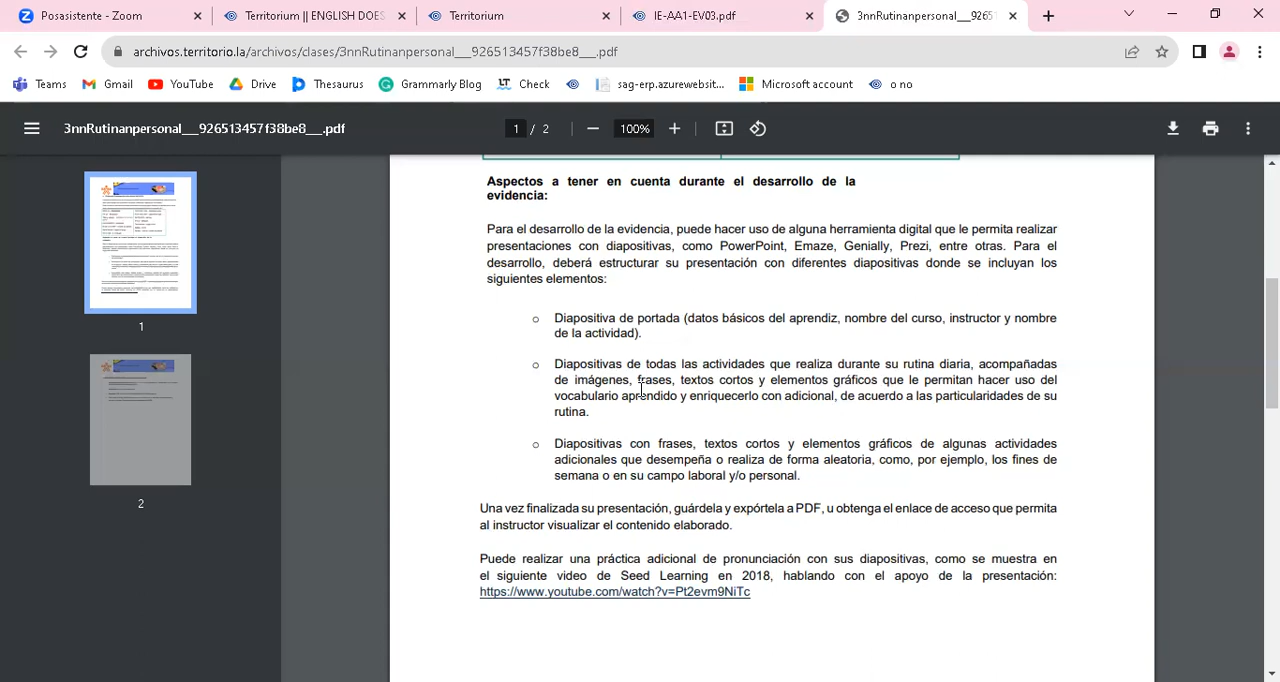 Posasistente - Zoom
Territorium || ENGLISH DOES
Territorium
IE-AA1-EV03.pdf
3nnRutinanpersonal__92651
archivos.territorio.la/archivos/clases/3nnRutinanpersonal__926513457f38be8__.pdf
Teams
Gmail
YouTube
Drive
Thesaurus
Grammarly Blog
LT Check
sag-erp.azurewebsit...
Microsoft account
o no
3nnRutinanpersonal__926513457f38be8__.pdf
1 / 2
100%
1
2
Aspectos a tener en cuenta durante el desarrollo de la
evidencia:
Para el desarrollo de la evidencia, puede hacer uso de alguna herramienta digital que le permita realizar
presentaciones con diapositivas, como PowerPoint, Emaze, Genially, Prezi, entre otras. Para el
desarrollo, deberá estructurar su presentación con diferentes diapositivas donde se incluyan los
siguientes elementos:
Diapositiva de portada (datos básicos del aprendiz, nombre del curso, instructor y nombre
de la actividad).
Diapositivas de todas las actividades que realiza durante su rutina diaria, acompañadas
de imágenes, frases, textos cortos y elementos gráficos que le permitan hacer uso del
vocabulario aprendido y enriquecerlo con adicional, de acuerdo a las particularidades de su
rutina.
Diapositivas con frases, textos cortos y elementos gráficos de algunas actividades
adicionales que desempeña o realiza de forma aleatoria, como, por ejemplo, los fines de
semana o en su campo laboral y/o personal.
Una vez finalizada su presentación, guárdela y expórtela a PDF, u obtenga el enlace de acceso que permita
al instructor visualizar el contenido elaborado.
Puede realizar una práctica adicional de pronunciación con sus diapositivas, como se muestra en
el siguiente video de Seed Learning en 2018, hablando con el apoyo de la presentación:
https://www.youtube.com/watch?v=Pt2evm9NiTc